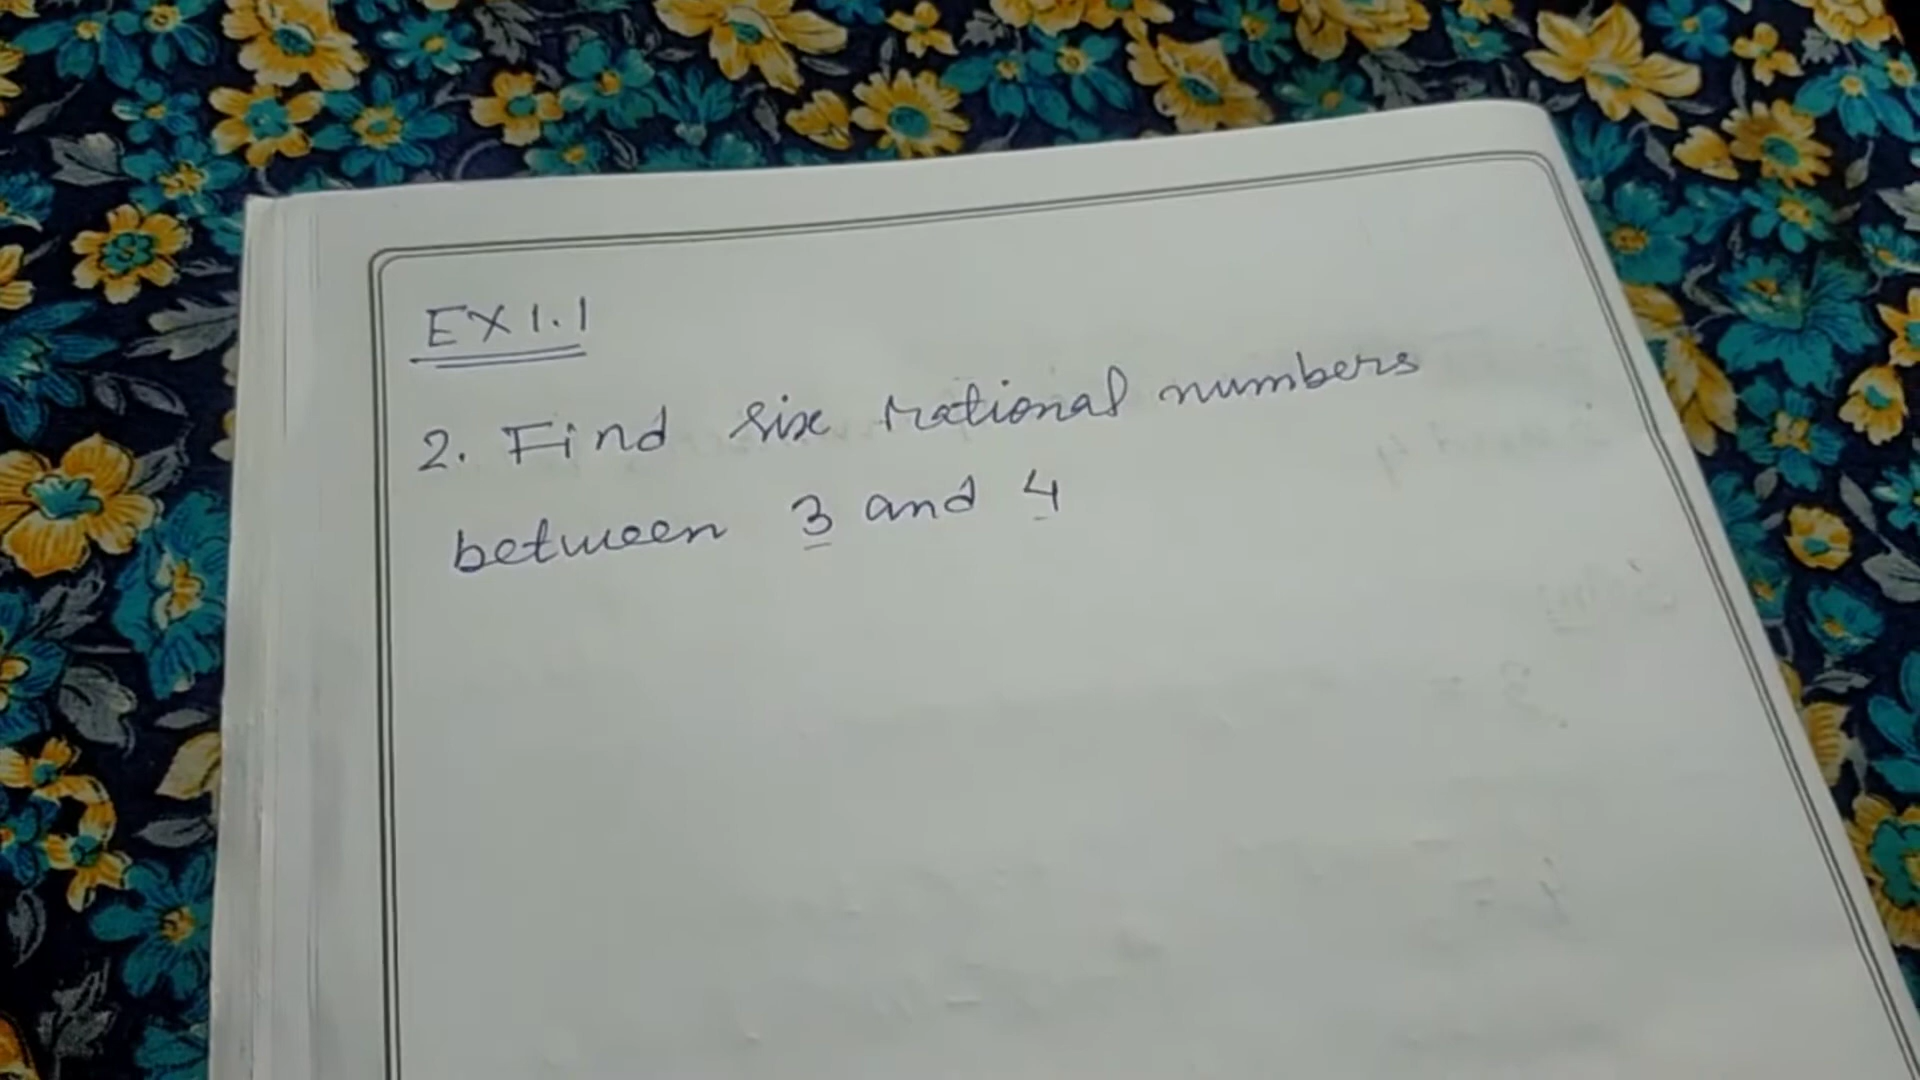 EX 1.1
2. Find six rational numbers
between 3 and 4